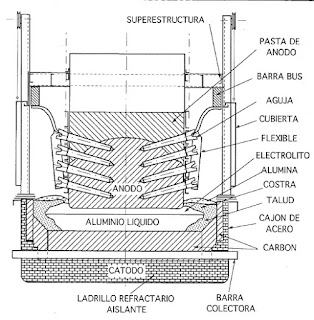 SUPERESTRUCTURA
PASTA DE
ANODO
BARRA BUS
AGUJA
CUBIERTA
FLEXIBLE
ELECTROLITO
ALUMINA
COSTRA
TALUD
CAJON DE
ACERO
CARBON
ANODO
ALUMINIO LIQUIDO
CATODO
LADRILLO REFRACTARIO
AISLANTE
BARRA
COLECTORA